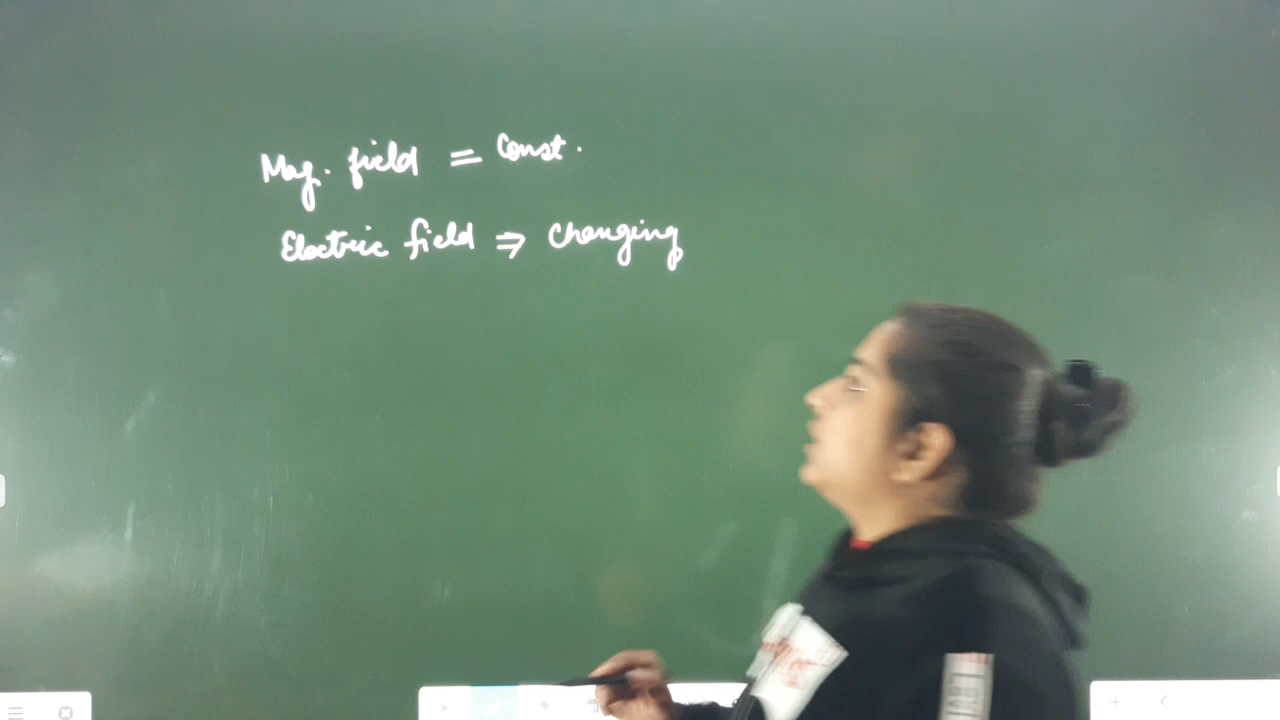 Mag. field = Const.
Electric field ⇒ Changing